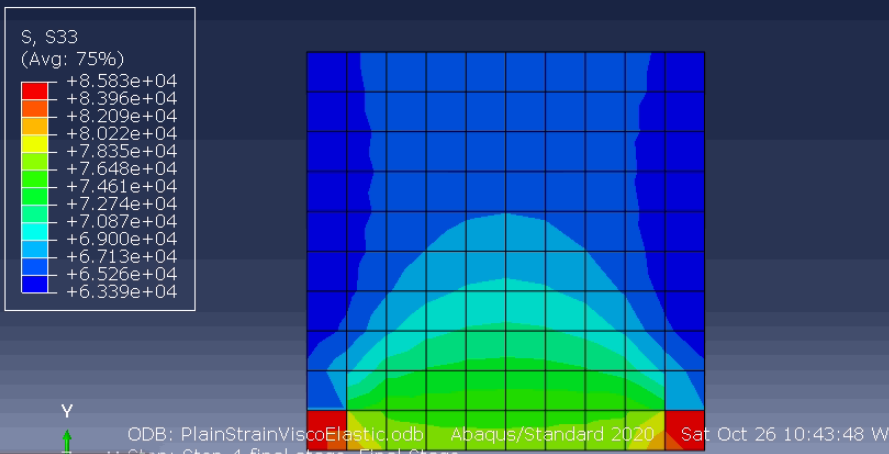 S, S33
(Avg: 75%)
+8.583e+04
+8.396e+04
+8.209e+04
+8.022e+04
+7.835e+04
+7.648e+04
+7.461e+04
+7.274e+04
+7.087e+04
+6.900e+04
+6.713e+04
+6.526e+04
+6.339e+04
Y
ODB: PlainStrainViscoElastic.odb Abaqus/Standard 2020 Sat Oct 26 10:43:48 W